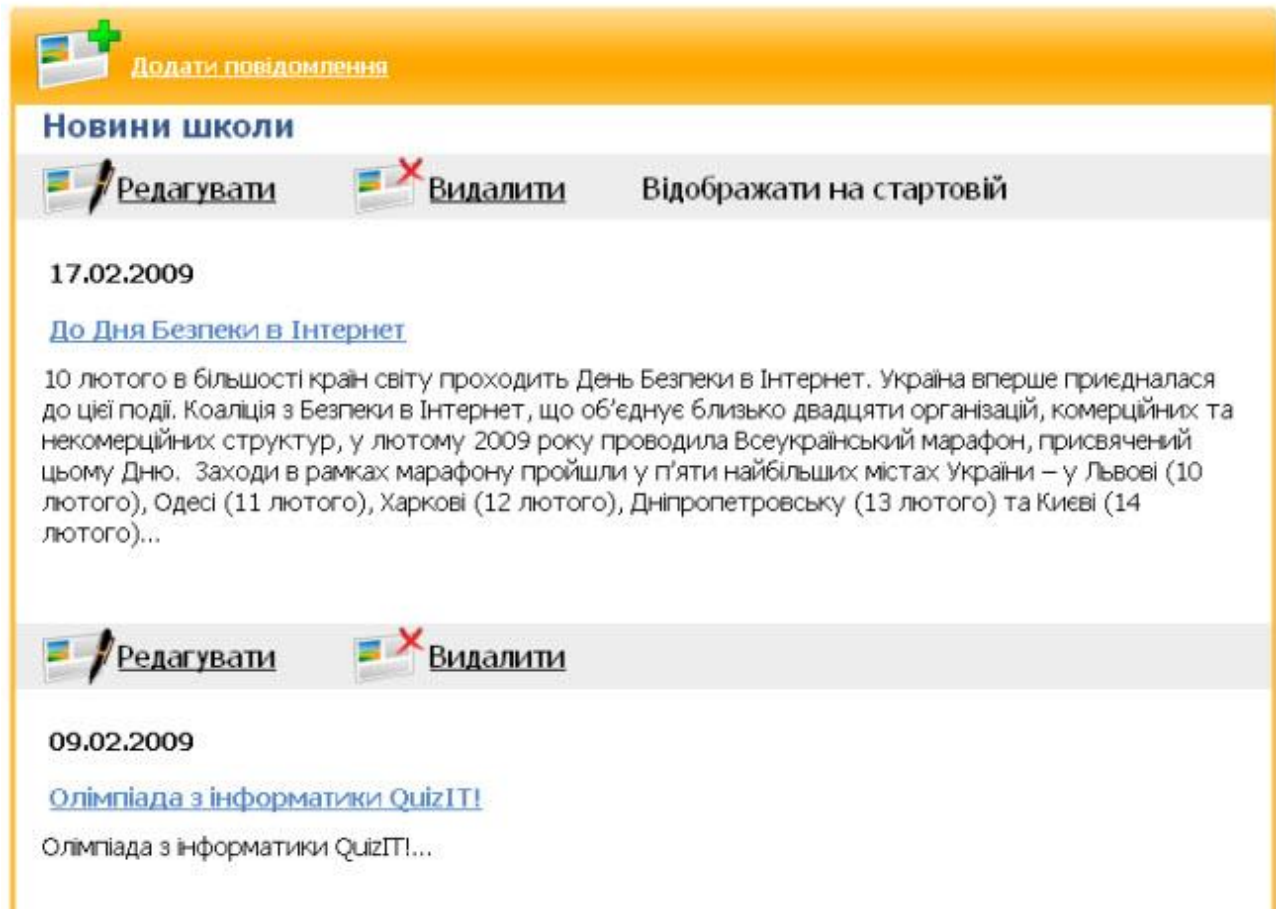 Додати повідомлення
Новини школи
Редагувати Видалити Відображати на стартовій
17.02.2009
До Дня Безпеки в Інтернет
10 лютого в більшості країн світу проходить День Безпеки в Інтернет. Україна вперше приєдналася
до цієї події. Коаліція з Безпеки в Інтернет, що об’єднує близько двадцяти організацій, комерційних та
некомерційних структур, у лютому 2009 року проводила Всеукраїнський марафон, присвячений
цьому Дню.  Заходи в рамках марафону пройшли у п’яти найбільших містах України – у Львові (10
лютого), Одесі (11 лютого), Харкові (12 лютого), Дніпропетровську (13 лютого) та Києві (14
лютого)...
Редагувати Видалити
09.02.2009
Олімпіада з інформатики QuizIT!
Олімпіада з інформатики QuizIT!...